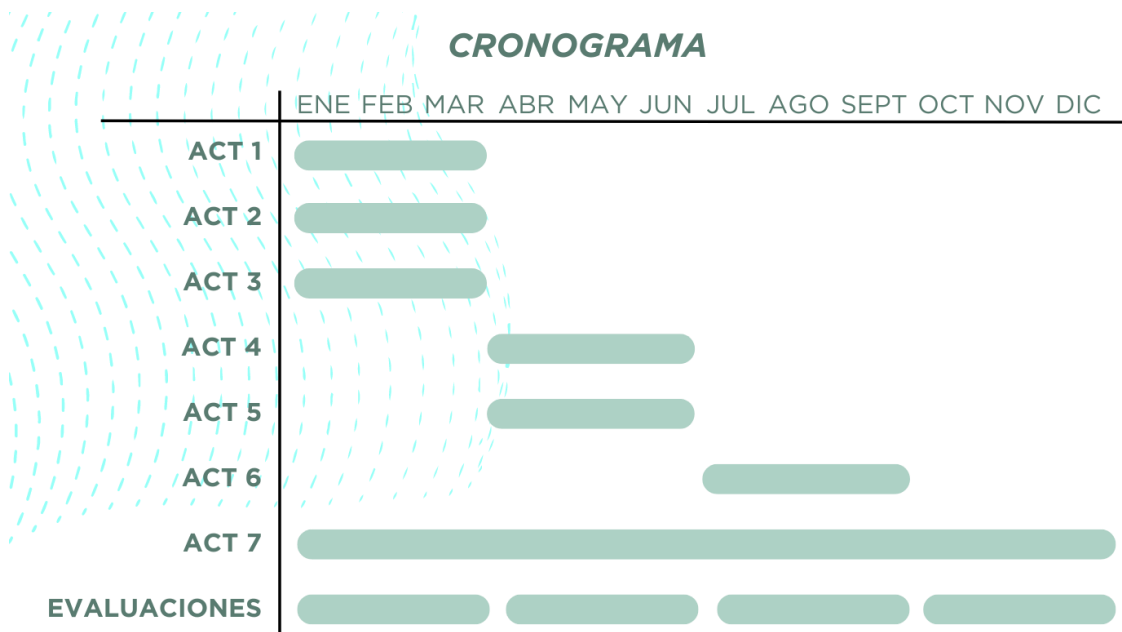 CRONOGRAMA
ENE FEB MAR ABR MAY JUN JUL AGO SEPT OCT NOV DIC
ACT 1
ACT 2
ACT 3
ACT 4
ACT 5
ACT 6
ACT 7
EVALUACIONES